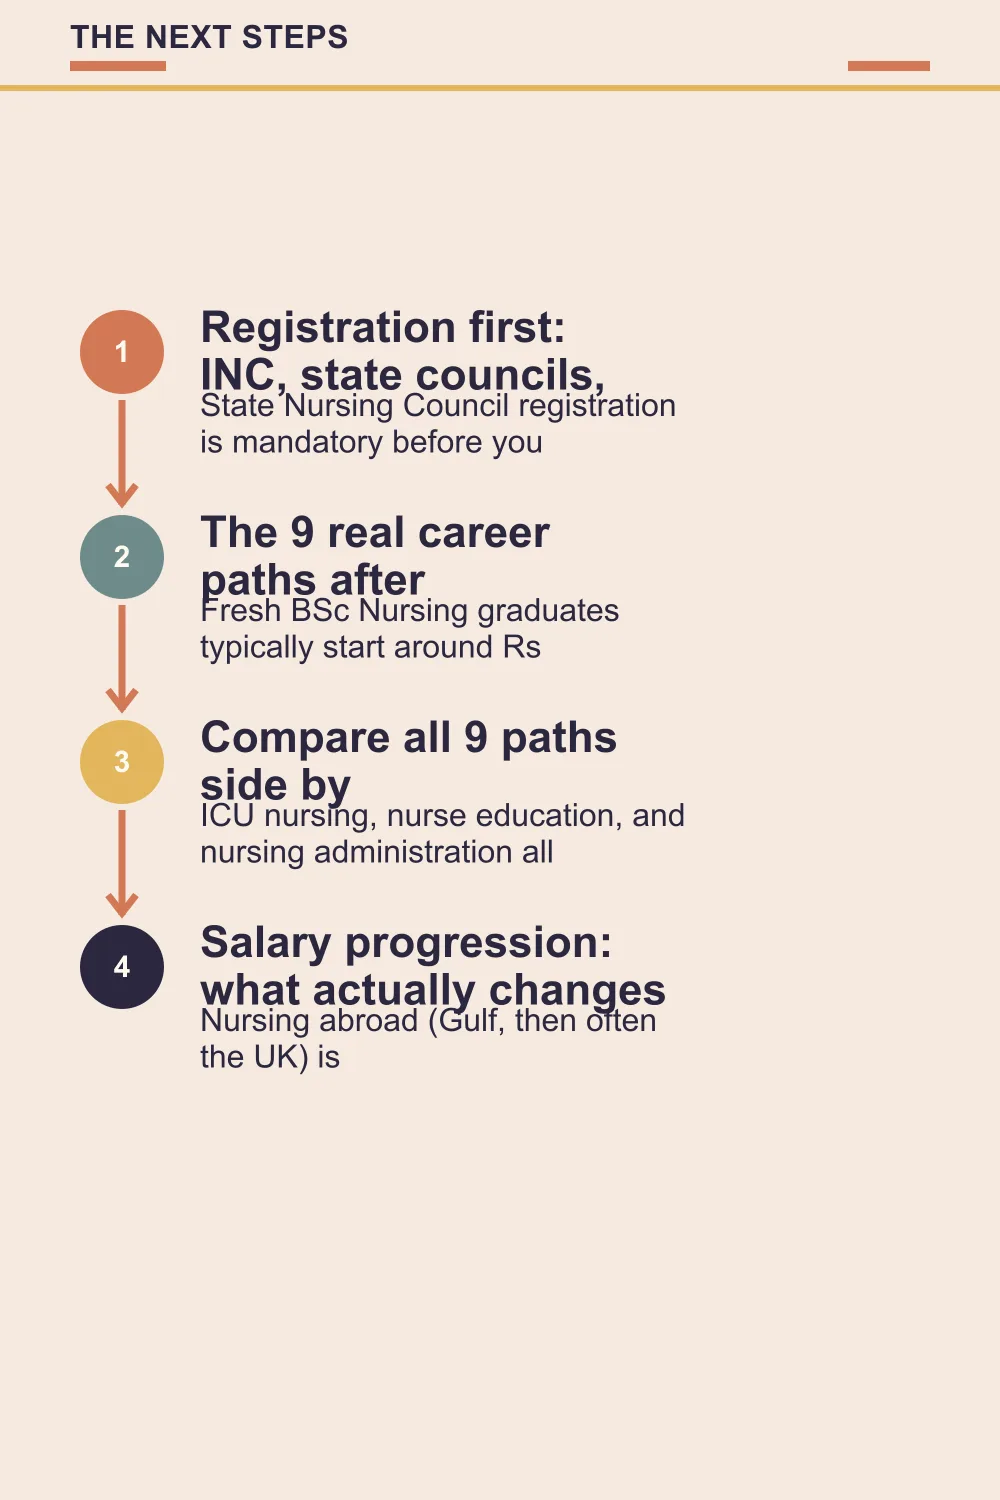 THE NEXT STEPS
1
Registration first:
INC, state councils,
State Nursing Council registration
is mandatory before you
2
The 9 real career
paths after
Fresh BSc Nursing graduates
typically start around Rs
3
Compare all 9 paths
side by
ICU nursing, nurse education, and
nursing administration all
4
Salary progression:
what actually changes
Nursing abroad (Gulf, then often
the UK) is